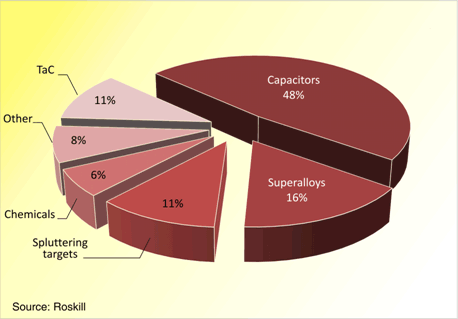 TaC
11%
Capacitors
48%
Other
8%
6%
Chemicals
Superalloys
16%
11%
Spluttering
targets
Source: Roskill